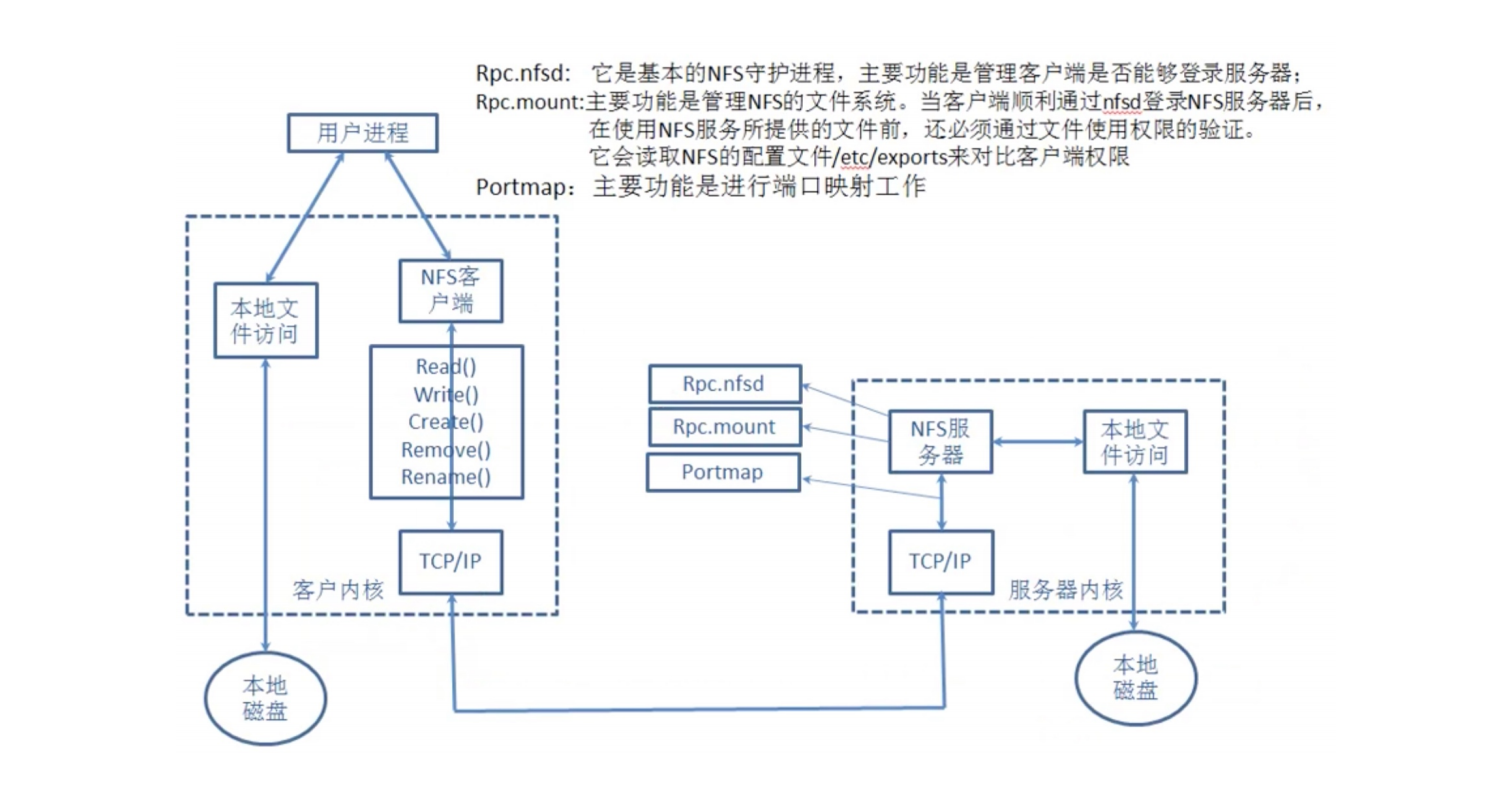 Rpc.nfsd: 它是基本的NFS守护进程，主要功能是管理客户端是否能够登录服务器；
Rpc.mount:主要功能是管理NFS的文件系统。当客户端顺利通过nfsd登录NFS服务器后，
在使用NFS服务所提供的文件前，还必须通过文件使用权限的验证。
它会读取NFS的配置文件/etc/exports来对比客户端权限
Portmap：主要功能是进行端口映射工作
用户进程
NFS客
户端
本地文
件访问
Read()
Write()
Create()
Remove()
Rename()
TCP/IP
客户内核
本地
磁盘
Rpc.nfsd
Rpc.mount
Portmap
NFS服
务器
本地文
件访问
TCP/IP
服务器内核
本地
磁盘